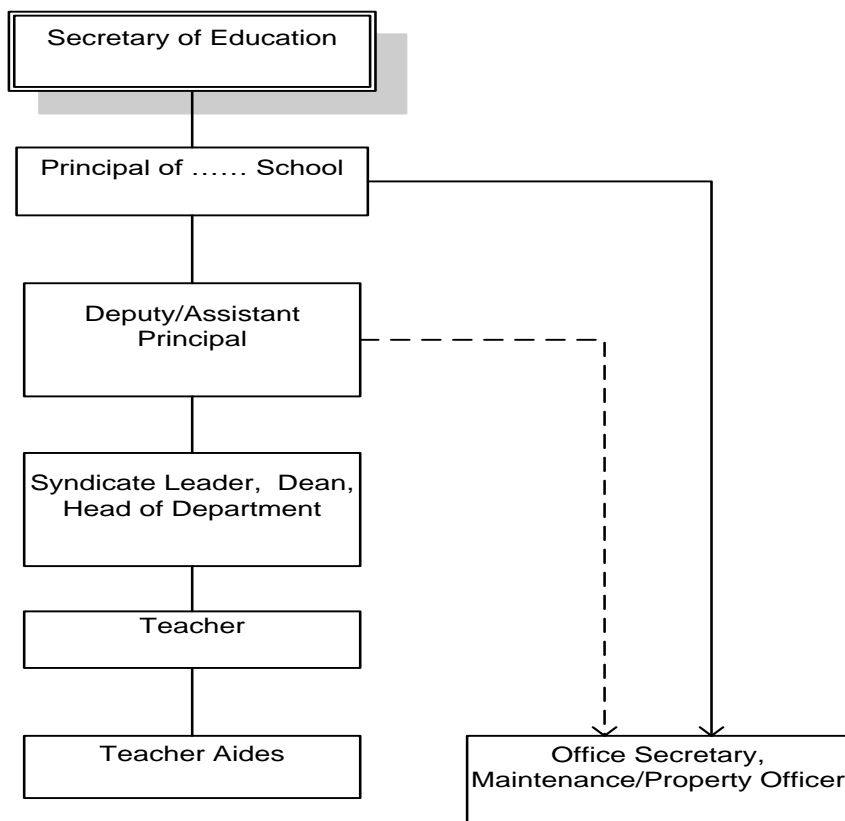 Secretary of Education
Principal of …… School
Deputy/Assistant
Principal
Syndicate Leader,  Dean,
Head of Department
Teacher
Teacher Aides
Office Secretary,
Maintenance/Property Officer